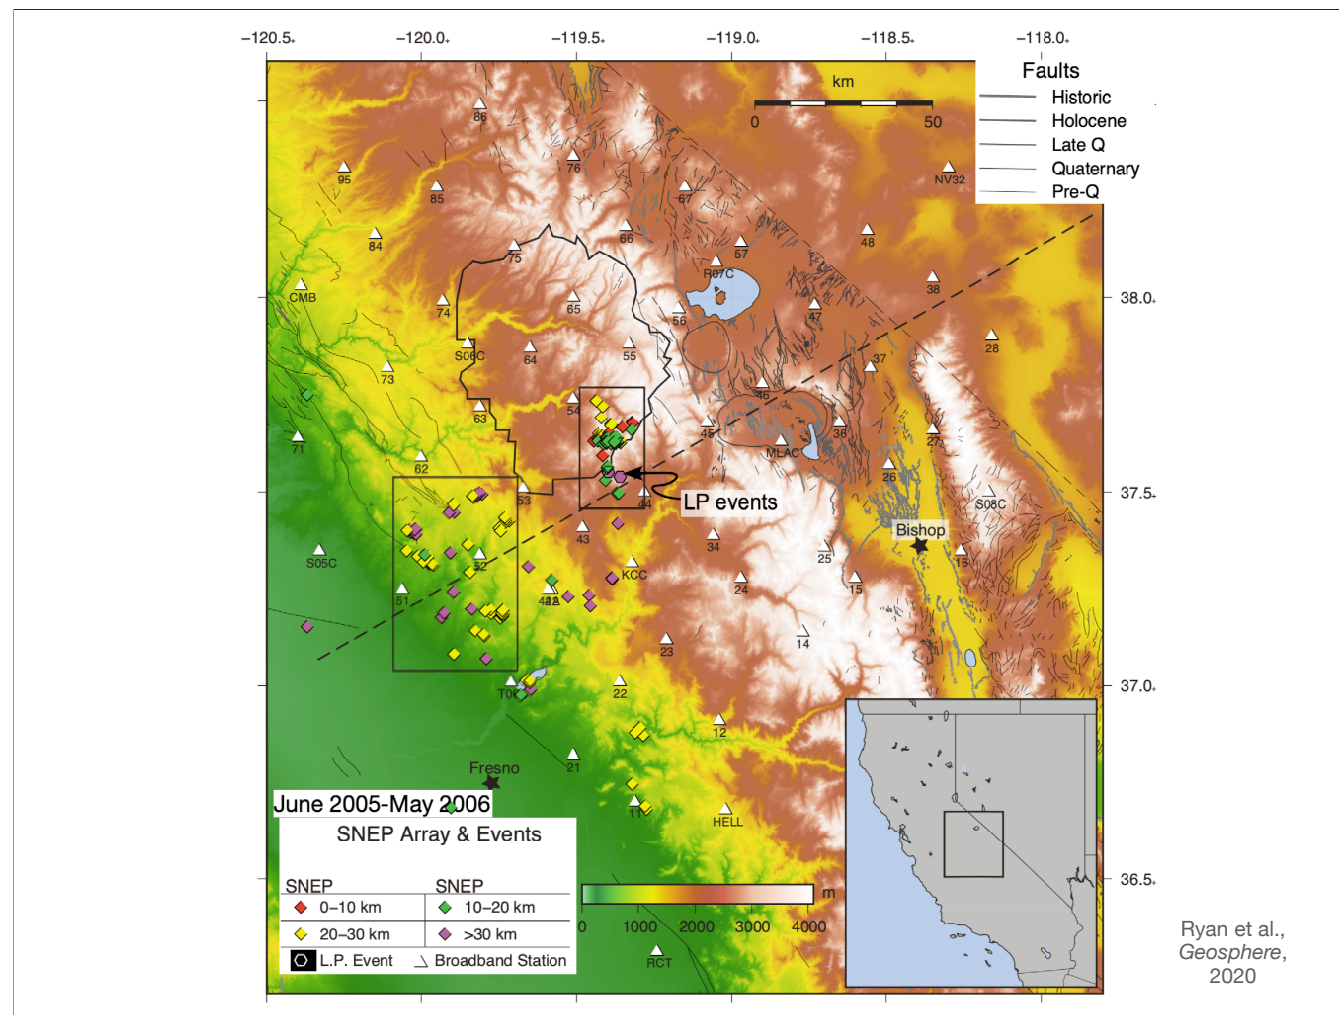 −120.5+ −120.0+ −119.5+ −119.0+ −118.5+ −118.0+
Faults
Historic
Holocene
Late Q
Quaternary
Pre-Q
km
0 50
86
76
95
85
67
NV32
84
66
48
75
57
R07C
38
CMB
65
74
47
56
38.0+
S06C
64
55
28
73
37
46
54
63
45
36
27
71
MLAC
62
26
53
44
LP events
S08C
37.5+
43
34
Bishop
S05C
52
25
15
KCC
51
24
15
23
14
T00
22
37.0+
12
21
Fresno
June 2005-May 2006
11
HELL
SNEP Array & Events
SNEP SNEP
0–10 km 10–20 km
20–30 km >30 km
L.P. Event Broadband Station
m
0 1000 2000 3000 4000
36.5+
RCT
Ryan et al.,
Geosphere,
2020